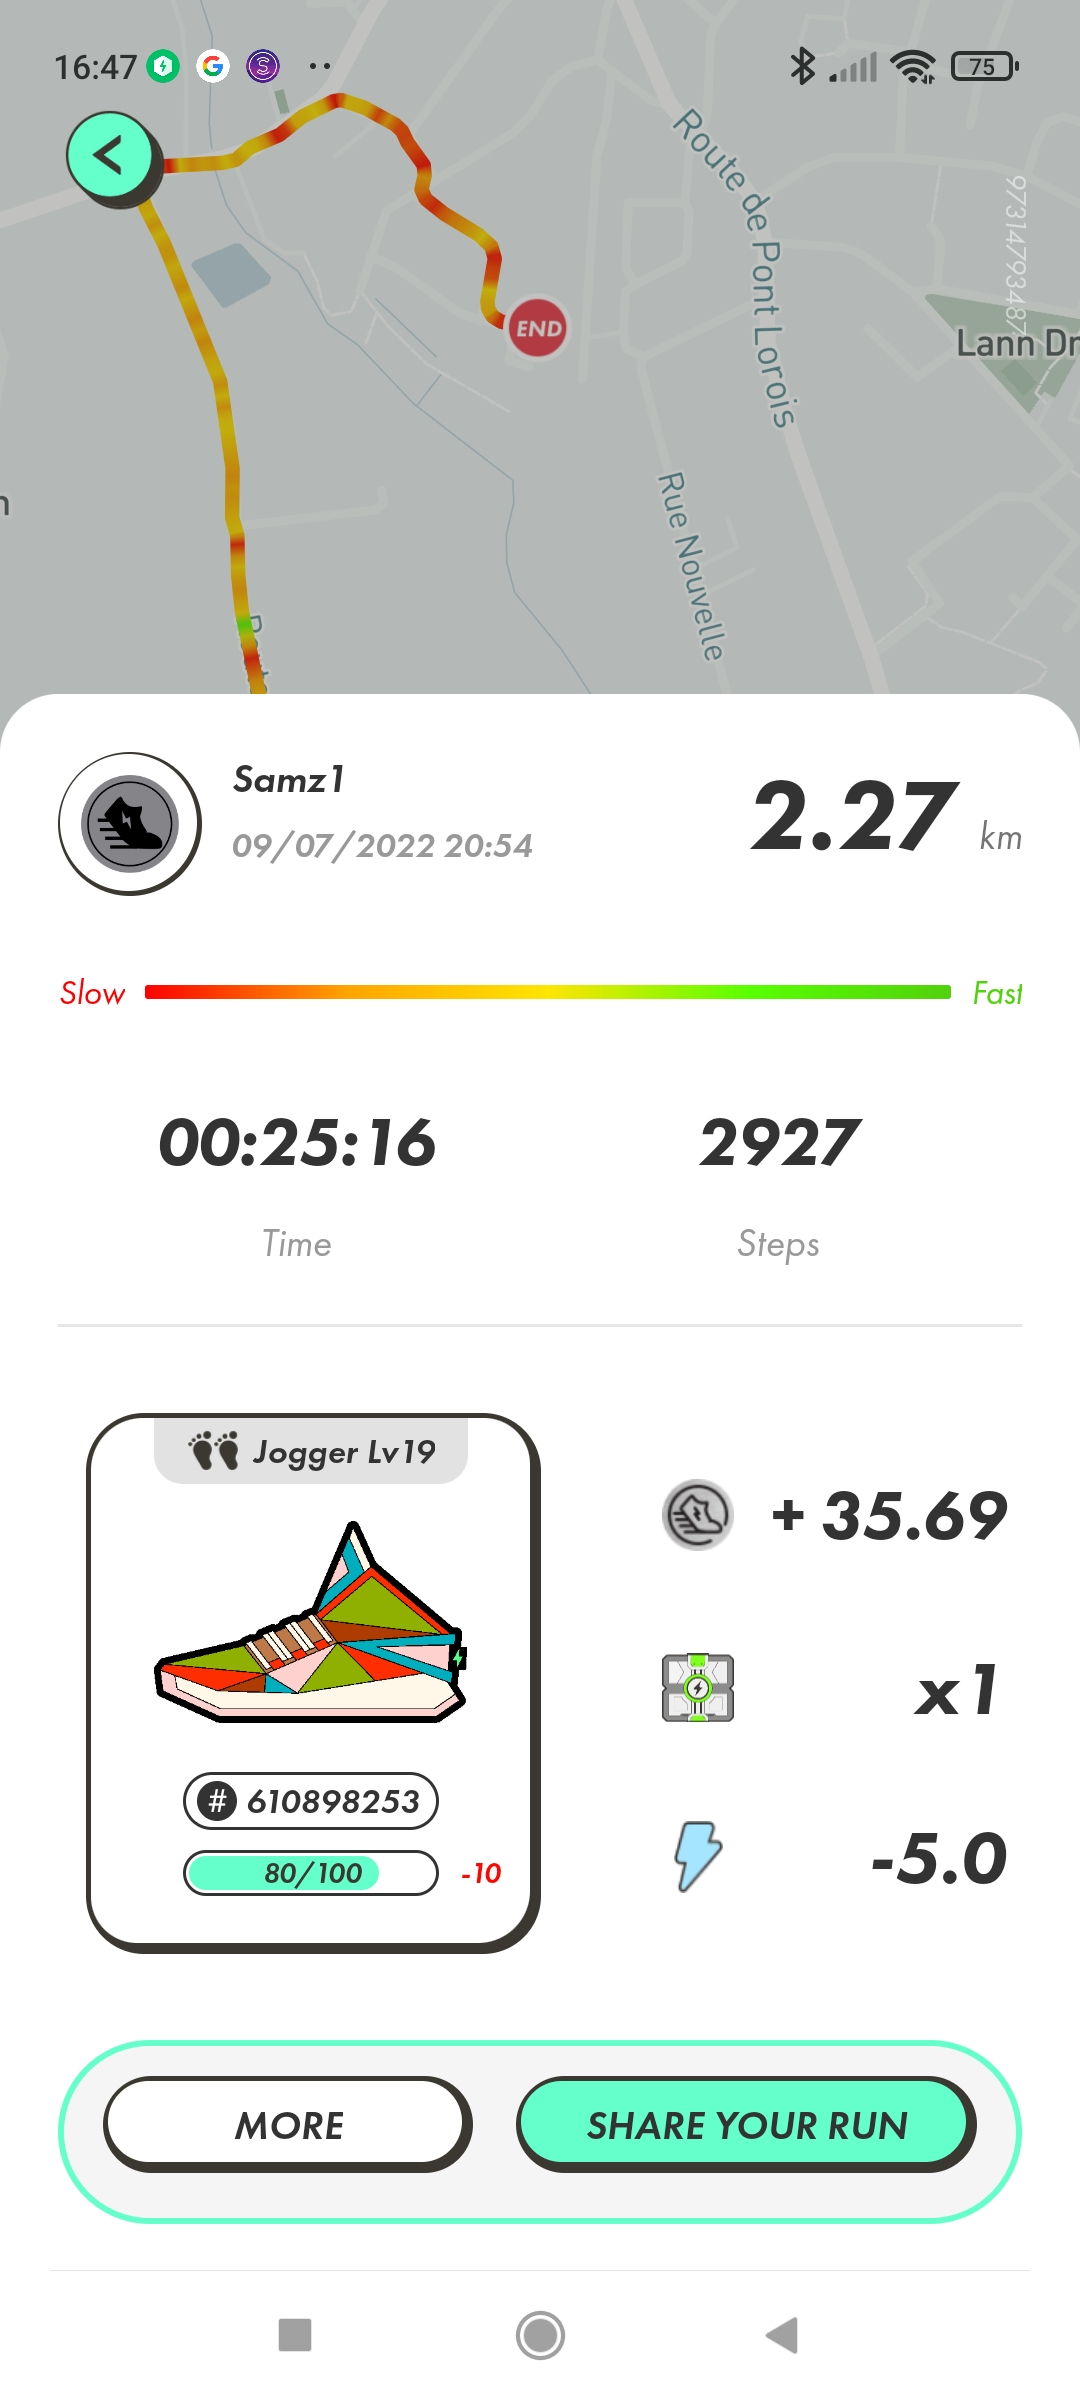 16:47
75
Route de Pont Lorois
9731479348
Lann Dr
END
n
Rue Nouvelle
Samz1
09/07/2022 20:54
2.27 km
Slow
Fast
00:25:16
2927
Time
Steps
Jogger Lv19
+ 35.69
x1
# 610898253
80/100
-10
-5.0
MORE
SHARE YOUR RUN